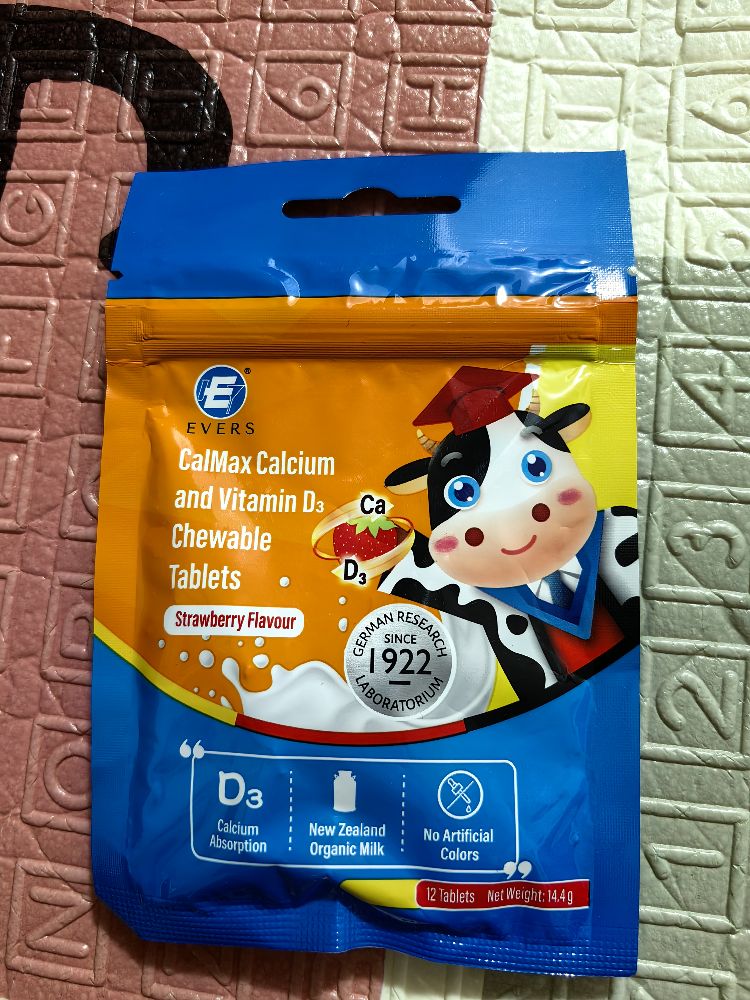 E
®
EVERS
CalMax Calcium
and Vitamin D₃
Chewable
Tablets
Strawberry Flavour
Ca
D₃
GERMAN RESEARCH
SINCE
1922
LABORATORIUM
D₃
Calcium
Absorption
New Zealand
Organic Milk
No Artificial
Colors
12 Tablets Net Weight: 14.4 g